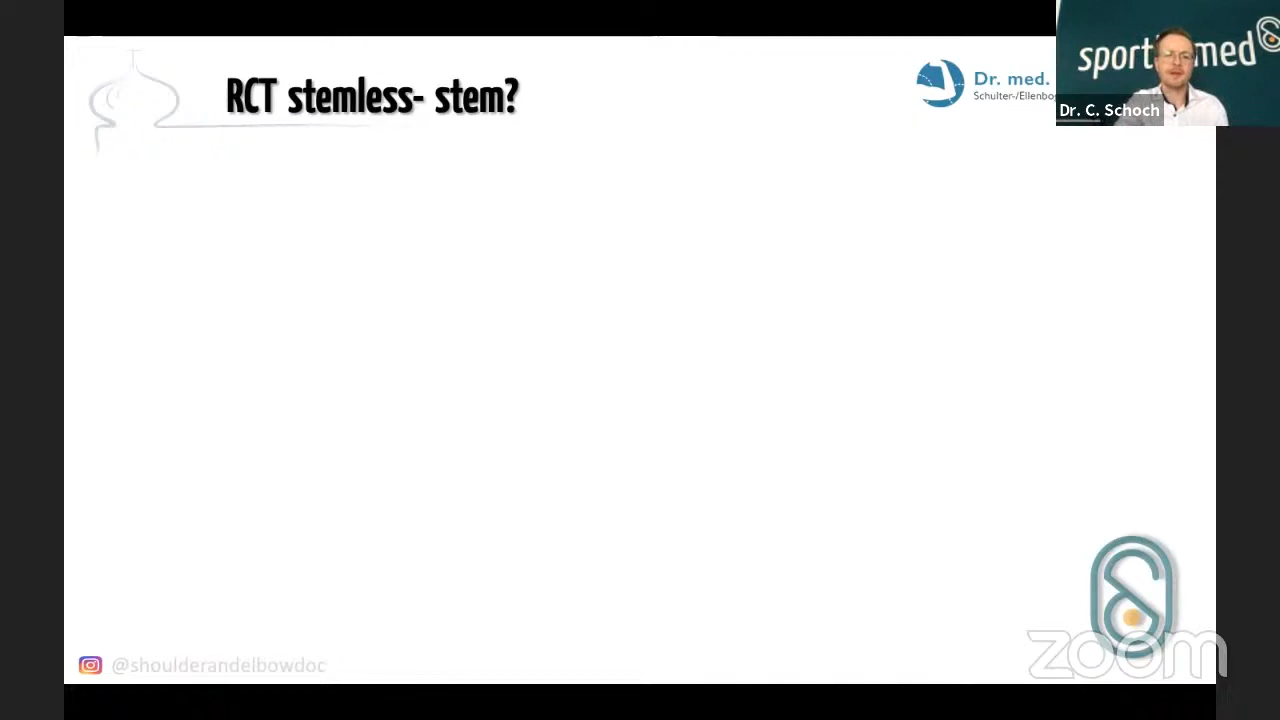 RCT stemless- stem?
Dr. med.
Schulter-/Ellenbo
sport med
Dr. C. Schoch
@shoulderandelbowdoc
zoom